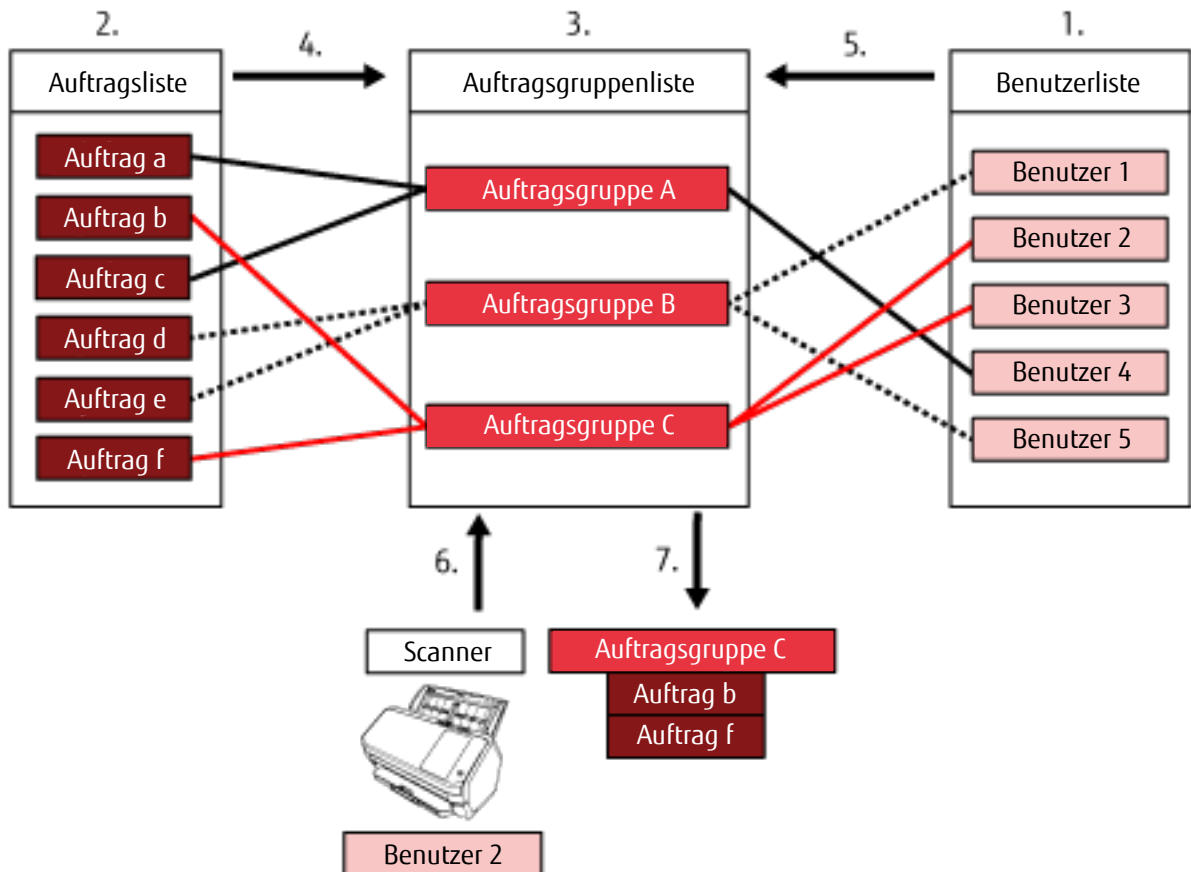 2.
4.
3.
5.
1.
Auftragsliste
Auftragsgruppenliste
Benutzerliste
Auftrag a
Auftrag b
Auftrag c
Auftrag d
Auftrag e
Auftrag f
Auftragsgruppe A
Auftragsgruppe B
Auftragsgruppe C
Benutzer 1
Benutzer 2
Benutzer 3
Benutzer 4
Benutzer 5
6.
7.
Scanner
Benutzer 2
Auftragsgruppe C
Auftrag b
Auftrag f